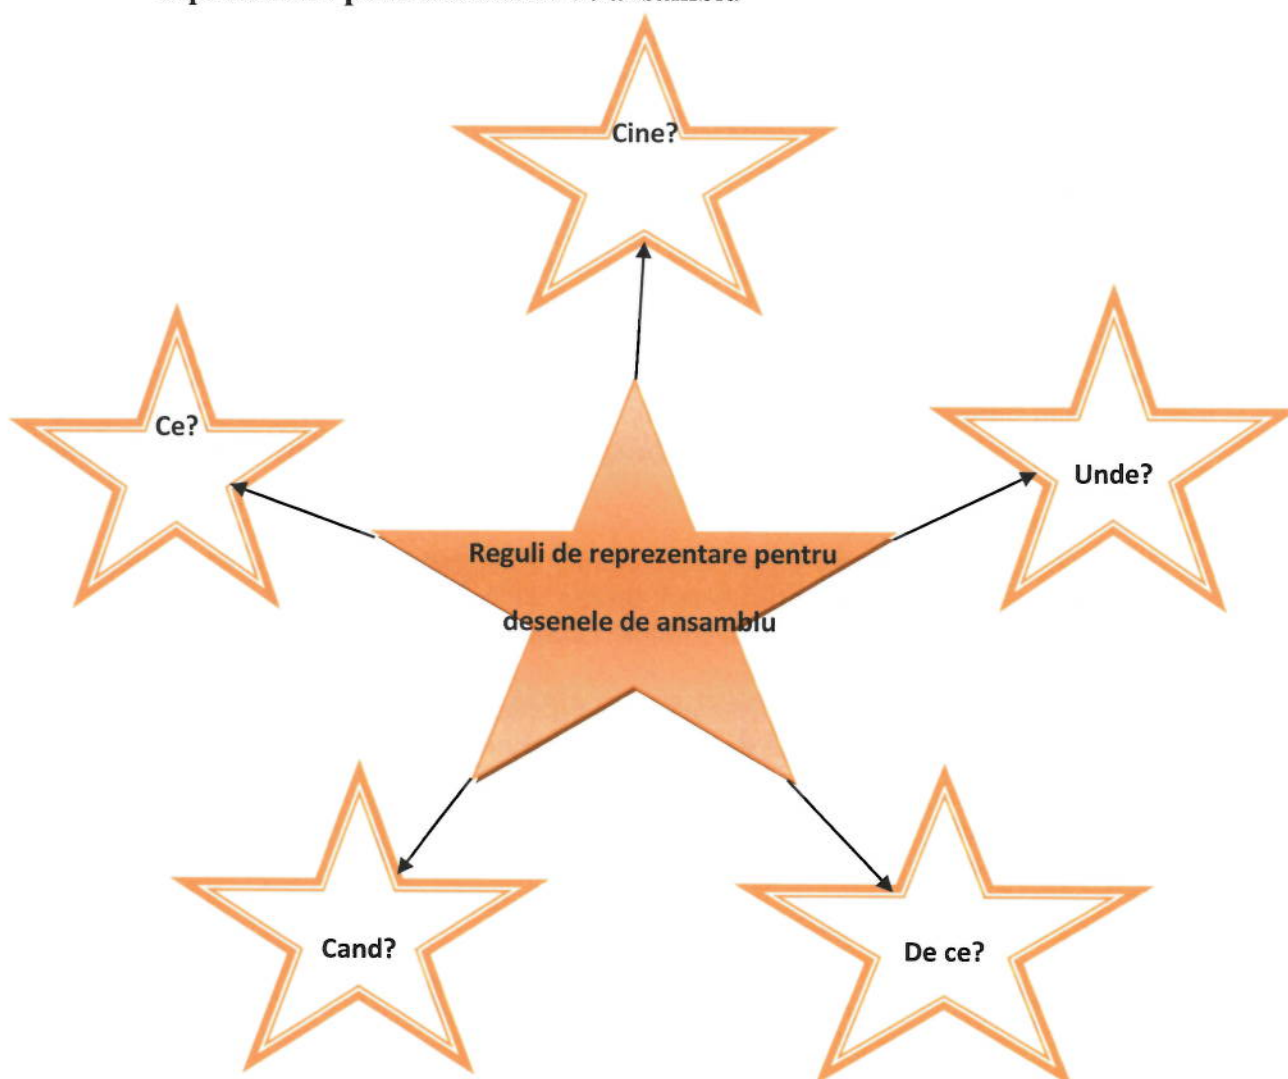 Cine?
Ce?
Unde?
Reguli de reprezentare pentru
desenele de ansamblu
Cand?
De ce?